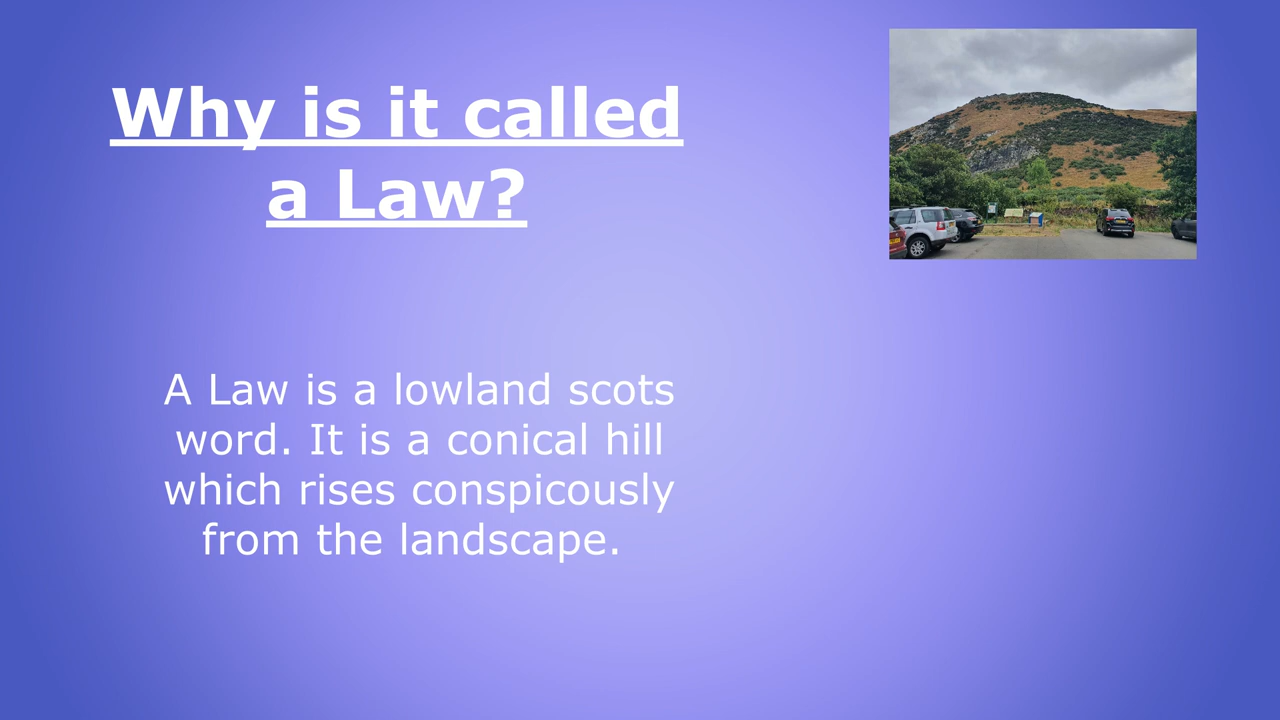 Why is it called
a Law?
A Law is a lowland scots
word. It is a conical hill
which rises conspicously
from the landscape.